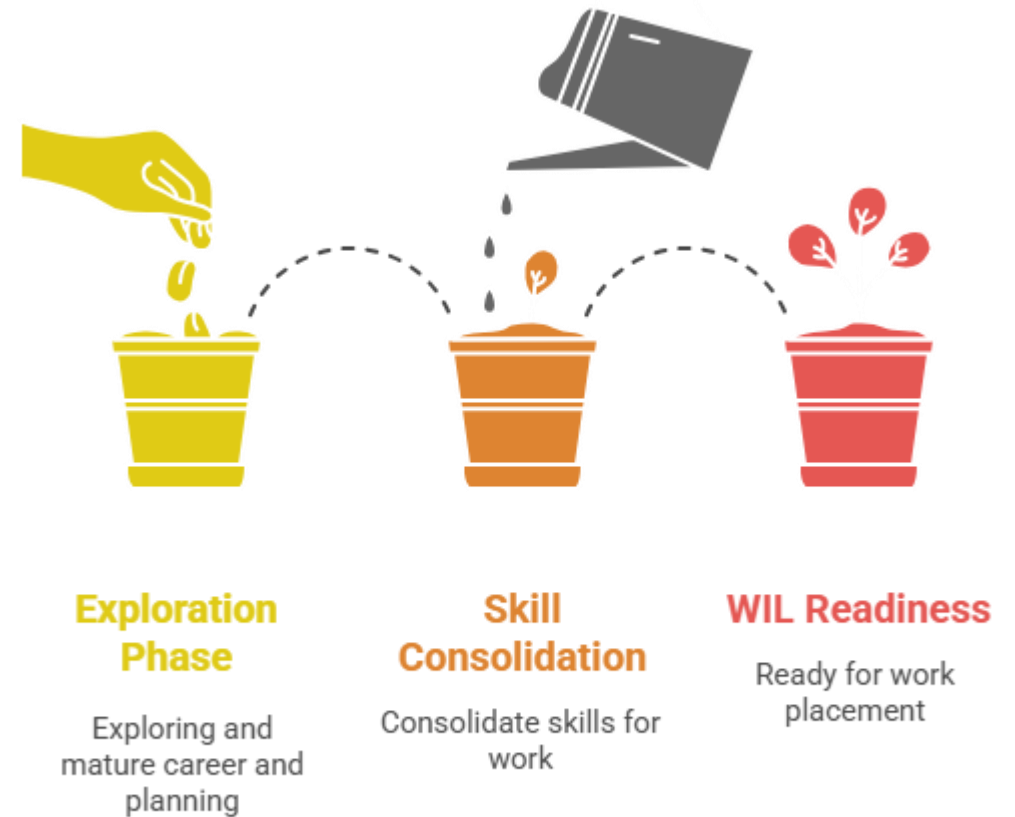 Exploration
Phase
Exploring and
mature career and
planning
Skill
Consolidation
Consolidate skills for
work
WIL Readiness
Ready for work
placement